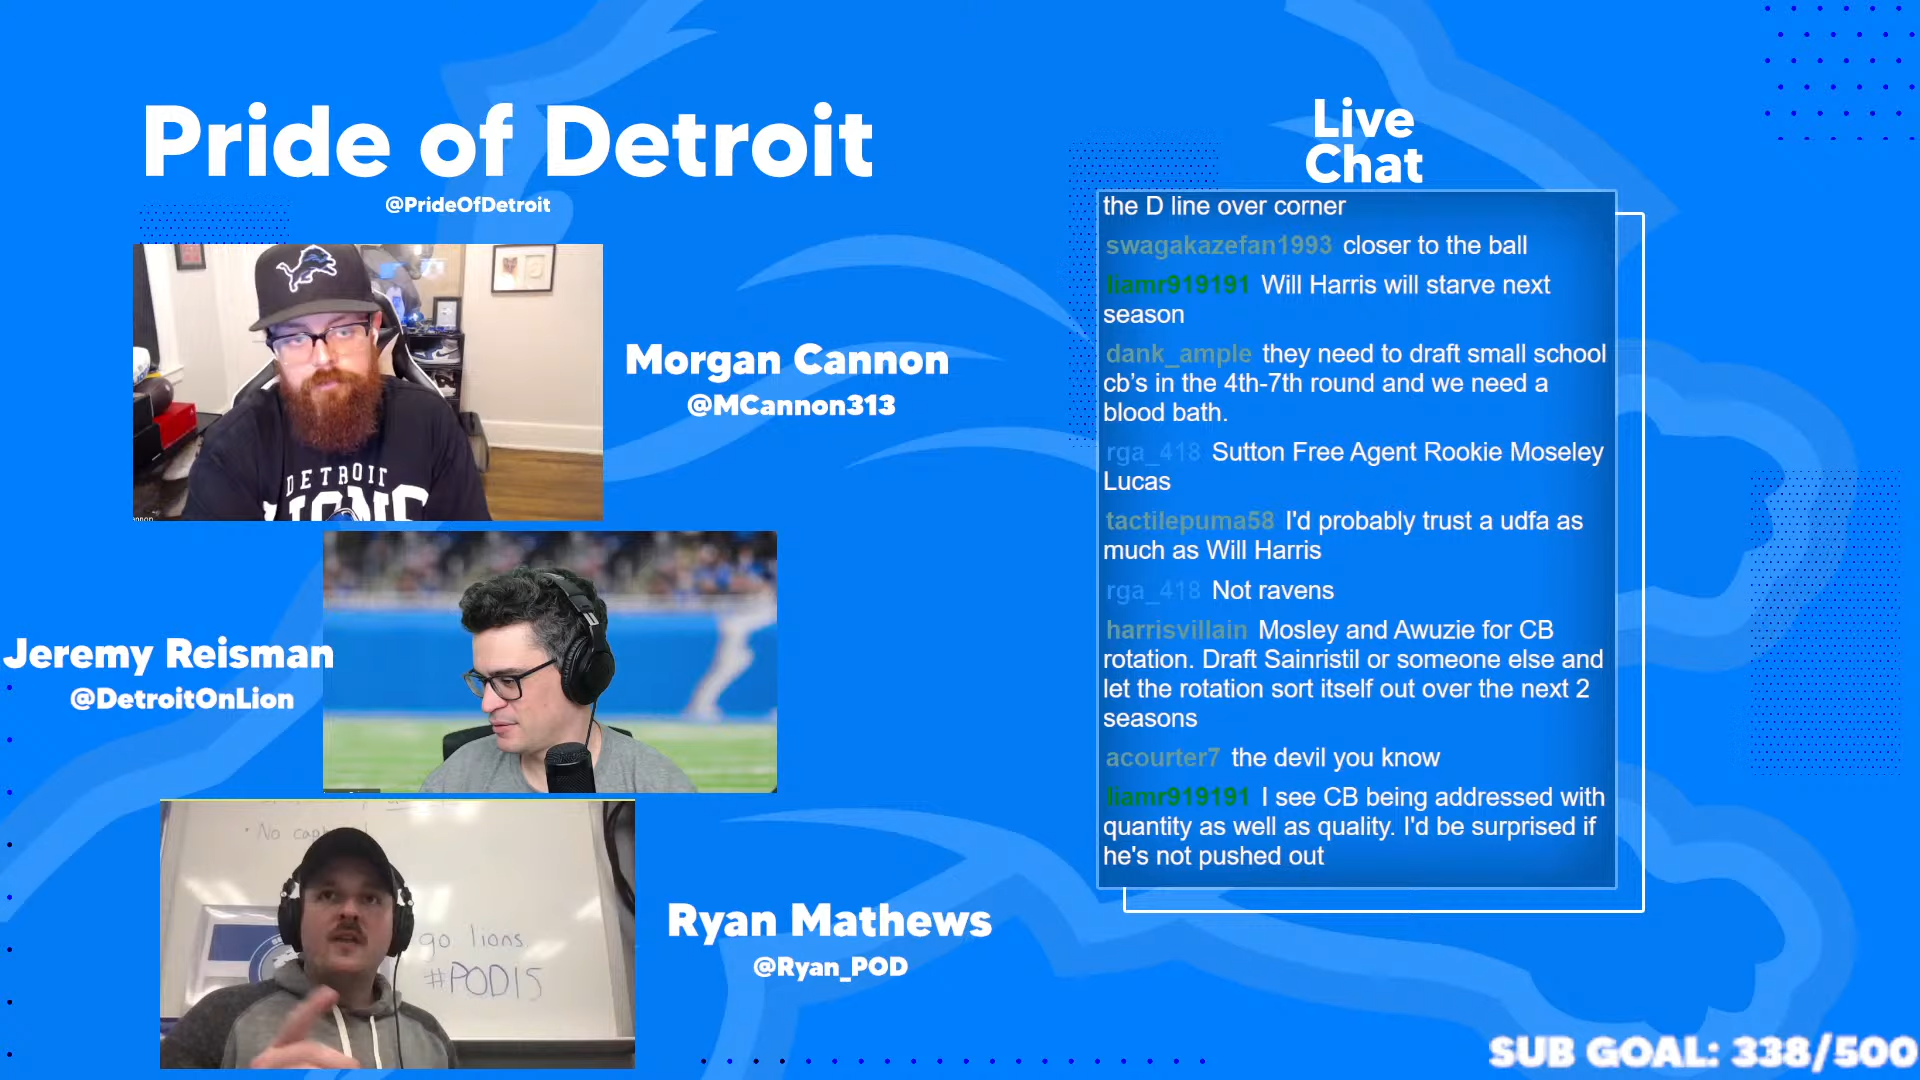 Pride of Detroit
@PrideOfDetroit
Live
Chat
the D line over corner
swagakazefan1993 closer to the ball
liamr919191 Will Harris will starve next
season
dank_ample they need to draft small school
cb’s in the 4th-7th round and we need a
blood bath.
rga_418 Sutton Free Agent Rookie Moseley
Lucas
tactilepuma58 I'd probably trust a udfa as
much as Will Harris
rga_418 Not ravens
harrisvillain Mosley and Awuzie for CB
rotation. Draft Sainristil or someone else and
let the rotation sort itself out over the next 2
seasons
acourter7 the devil you know
liamr919191 I see CB being addressed with
quantity as well as quality. I'd be surprised if
he's not pushed out
DETROIT
LIONS
Morgan Cannon
@MCannon313
Jeremy Reisman
@DetroitOnLion
• No
go lions
#POD15
Ryan Mathews
@Ryan_POD
SUB GOAL: 338/500